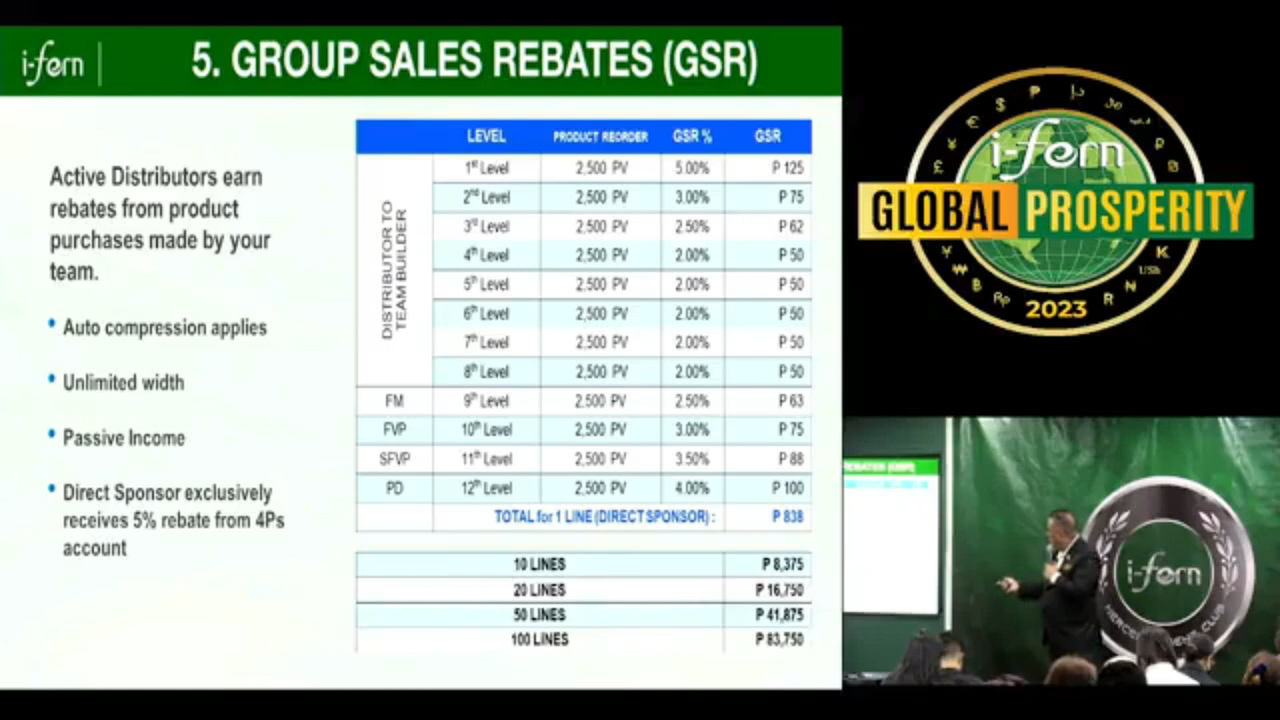 i-fern
5. GROUP SALES REBATES (GSR)
Active Distributors earn
rebates from product
purchases made by your
team.
• Auto compression applies
• Unlimited width
• Passive Income
• Direct Sponsor exclusively
receives 5% rebate from 4Ps
account
LEVEL PRODUCT REORDER GSR % GSR
DISTRIBUTOR TO
TEAM BUILDER
1st Level 2,500 PV 5.00% P 125
2nd Level 2,500 PV 3.00% P 75
3rd Level 2,500 PV 2.50% P 62
4th Level 2,500 PV 2.00% P 50
5th Level 2,500 PV 2.00% P 50
6th Level 2,500 PV 2.00% P 50
7th Level 2,500 PV 2.00% P 50
8th Level 2,500 PV 2.00% P 50
FM 9th Level 2,500 PV 2.50% P 63
FVP 10th Level 2,500 PV 3.00% P 75
SFVP 11th Level 2,500 PV 3.50% P 88
PD 12th Level 2,500 PV 4.00% P 100
TOTAL for 1 LINE (DIRECT SPONSOR) : P 838
10 LINES P 8,375
20 LINES P 16,750
50 LINES P 41,875
100 LINES P 83,750
i-fern
GLOBAL PROSPERITY
2023
REBATES (GSR)
i-fern